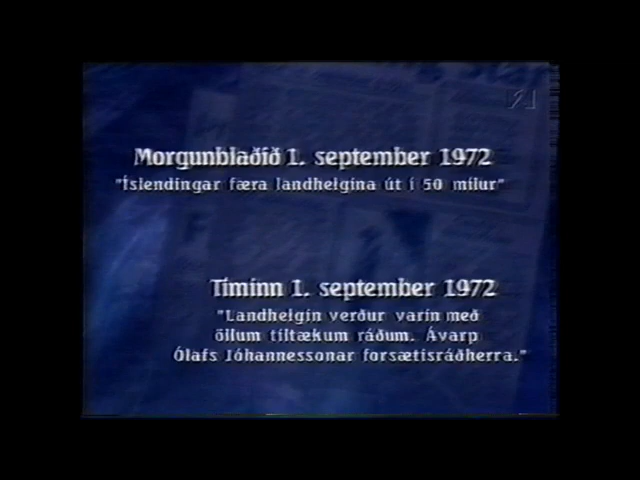 Morgunblaðið 1. september 1972
"Íslendingar færa landhelgina út í 50 mílur"
Tíminn 1. september 1972
"Landhelgin verður varin með
öllum tiltækum ráðum. Ávarp
Ólafs Jóhannessonar forsætisráðherra."